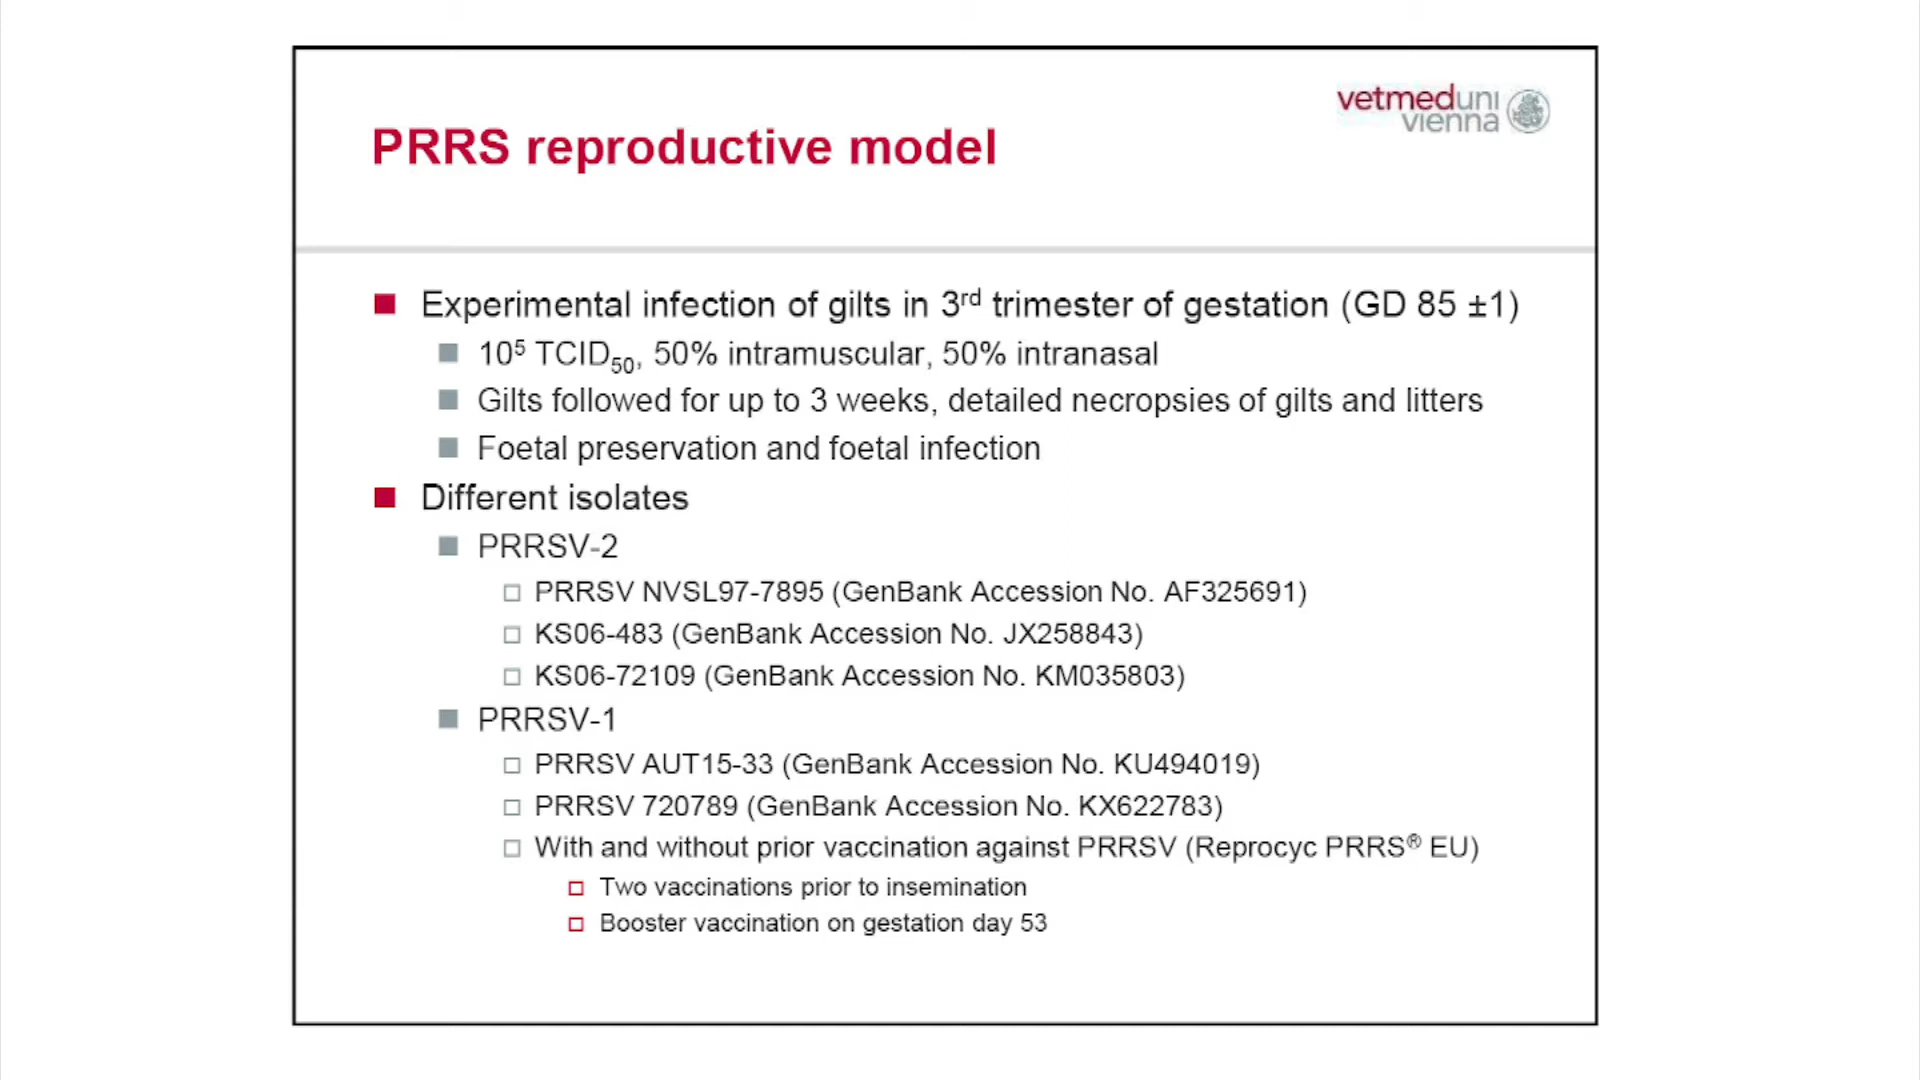 vetmeduni
vienna
PRRS reproductive model
Experimental infection of gilts in 3rd trimester of gestation (GD 85 ±1)
10⁵ TCID₅₀, 50% intramuscular, 50% intranasal
Gilts followed for up to 3 weeks, detailed necropsies of gilts and litters
Foetal preservation and foetal infection
Different isolates
PRRSV-2
PRRSV NVSL97-7895 (GenBank Accession No. AF325691)
KS06-483 (GenBank Accession No. JX258843)
KS06-72109 (GenBank Accession No. KM035803)
PRRSV-1
PRRSV AUT15-33 (GenBank Accession No. KU494019)
PRRSV 720789 (GenBank Accession No. KX622783)
With and without prior vaccination against PRRSV (Reprocyc PRRS® EU)
Two vaccinations prior to insemination
Booster vaccination on gestation day 53